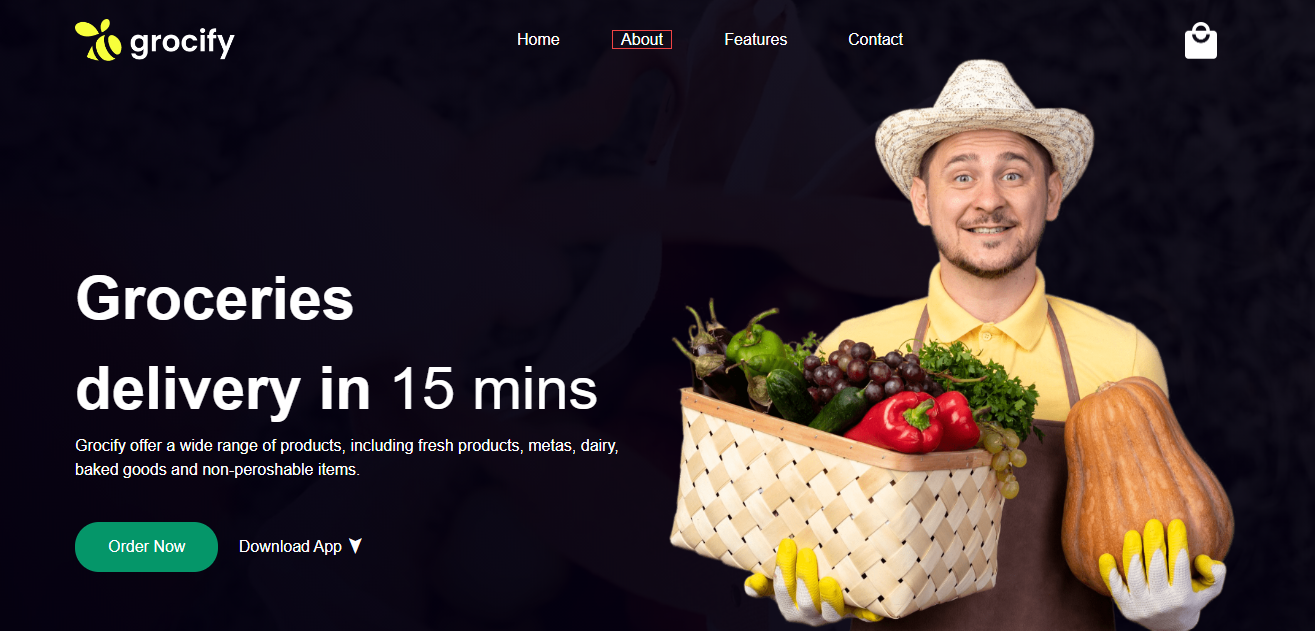 grocify
Home About Features Contact
Groceries
delivery in 15 mins
Grocify offer a wide range of products, including fresh products, metas, dairy,
baked goods and non-peroshable items.
Order Now Download App